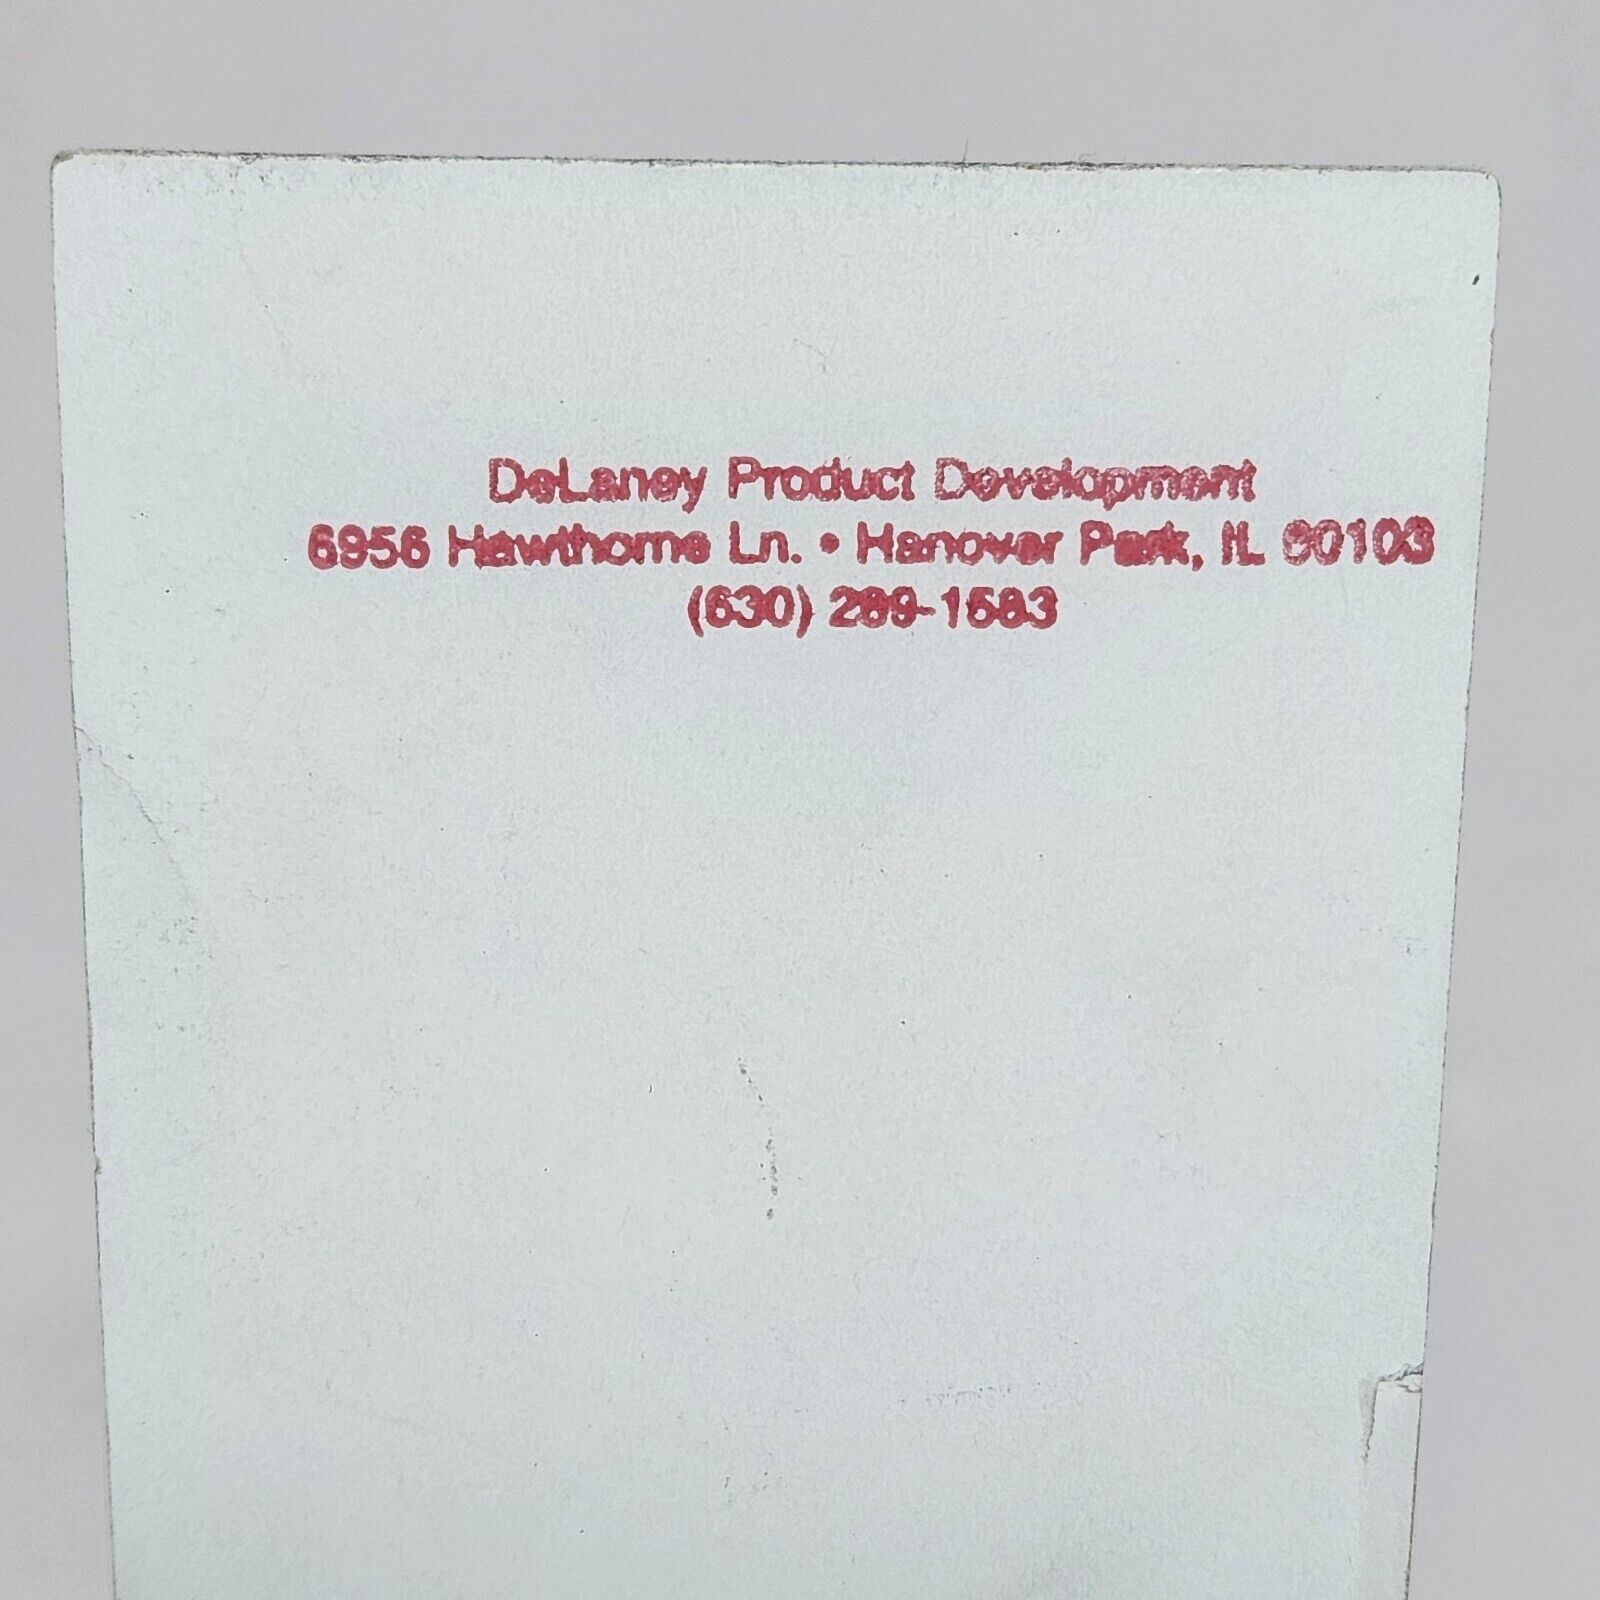 DeLaney Product Development
6956 Hawthorne Ln. • Hanover Park, IL 60103
(630) 289-1583